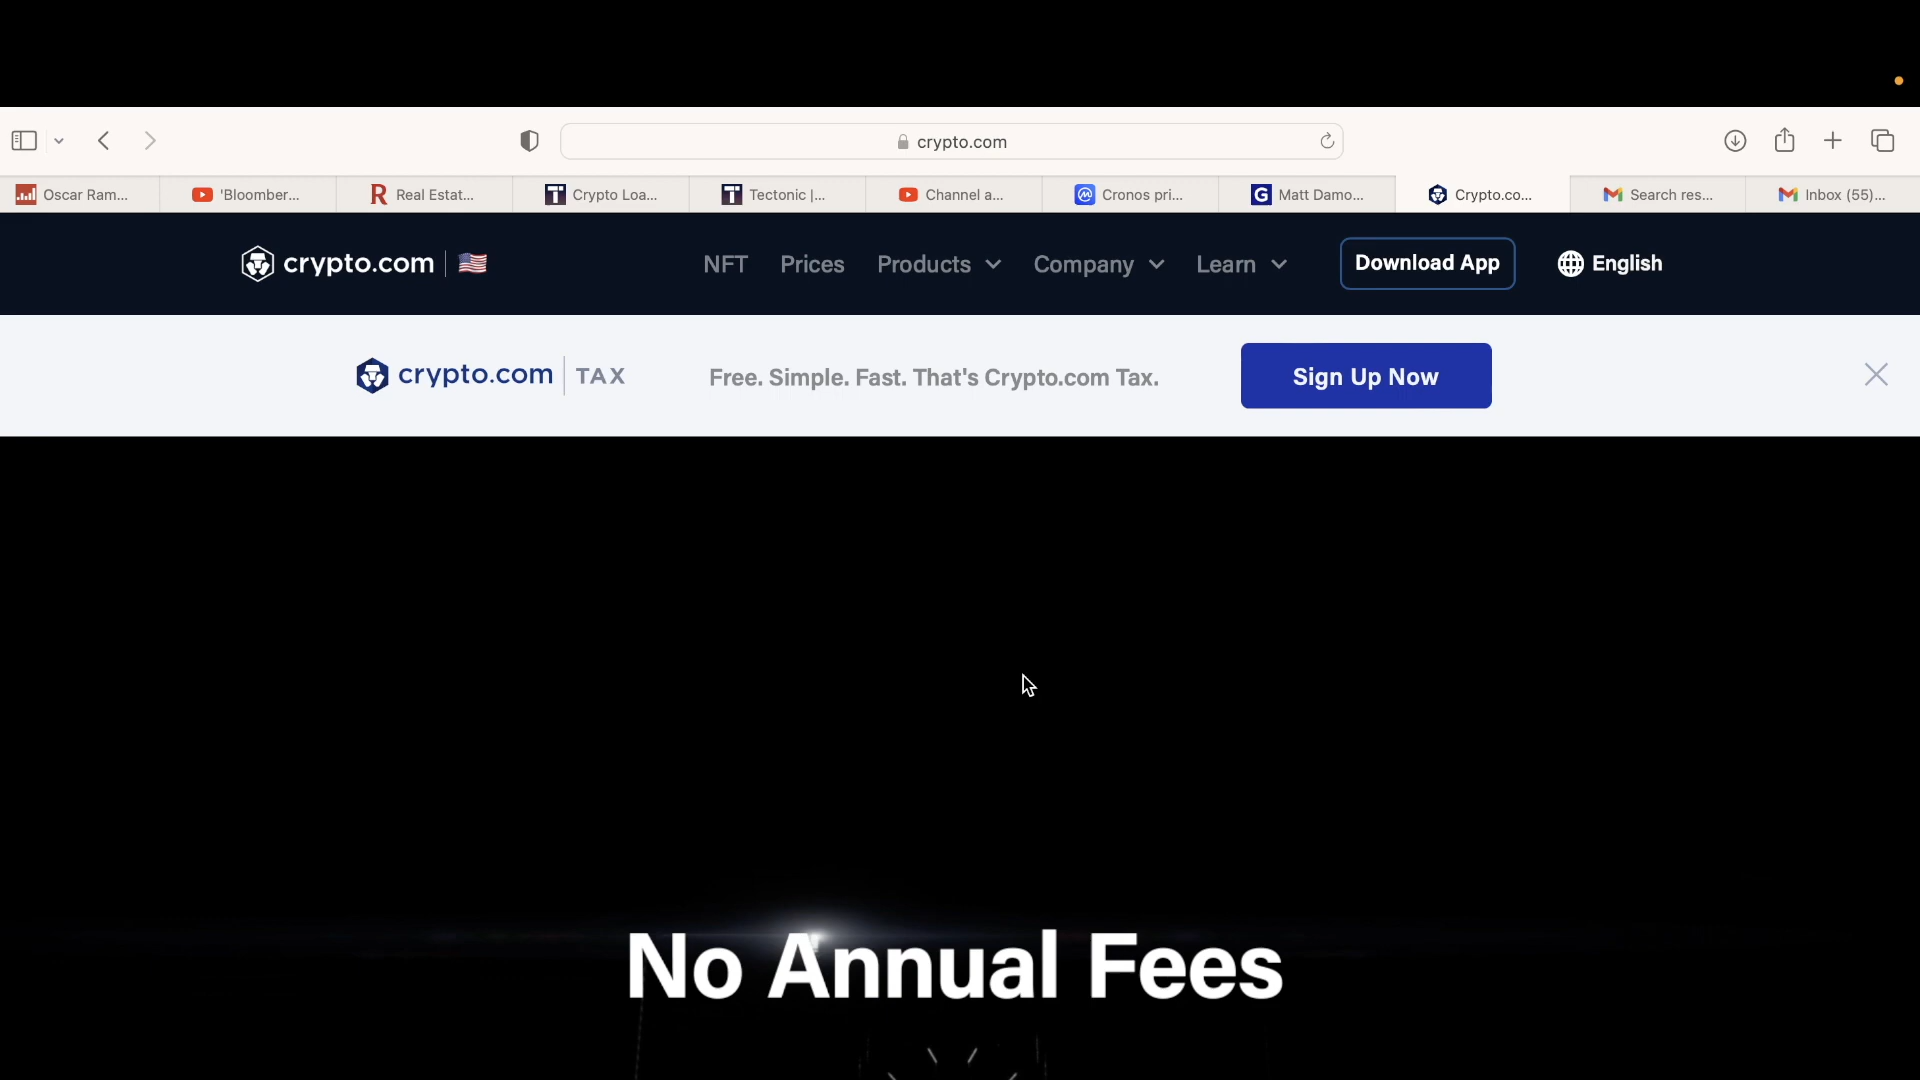 crypto.com
Oscar Ram...
'Bloomber...
Real Estat...
Crypto Loa...
Tectonic |...
Channel a...
Cronos pri...
Matt Damo...
Crypto.co...
Search res...
Inbox (55)...
crypto.com
NFT
Prices
Products
Company
Learn
Download App
English
crypto.com | TAX
Free. Simple. Fast. That's Crypto.com Tax.
Sign Up Now
No Annual Fees